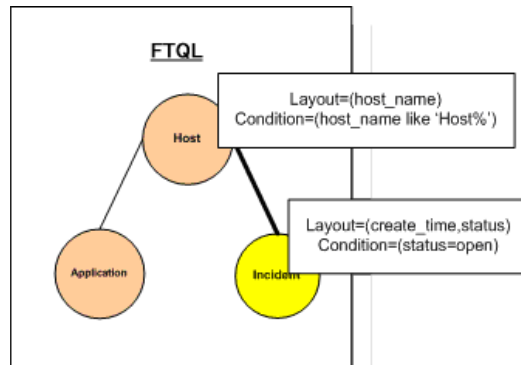 FTQL
Layout=(host_name)
Condition=(host_name like ‘Host%’)
Host
Layout=(create_time,status)
Condition=(status=open)
Application
Incident